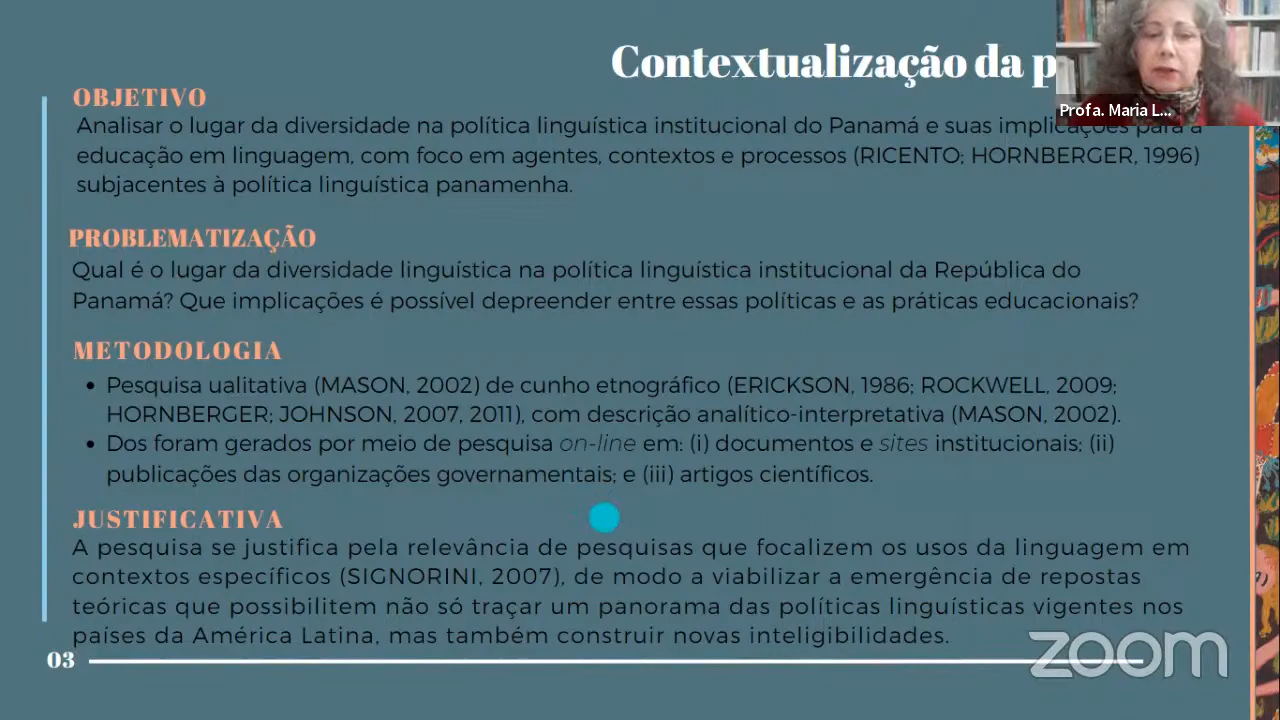 Contextualização da p
Profa. Maria L...
OBJETIVO
Analisar o lugar da diversidade na política linguística institucional do Panamá e suas implicações para a
educação em linguagem, com foco em agentes, contextos e processos (RICENTO; HORNBERGER, 1996)
subjacentes à política linguística panamenha.
PROBLEMATIZAÇÃO
Qual é o lugar da diversidade linguística na política linguística institucional da República do
Panamá? Que implicações é possível depreender entre essas políticas e as práticas educacionais?
METODOLOGIA
• Pesquisa ualitativa (MASON, 2002) de cunho etnográfico (ERICKSON, 1986; ROCKWELL, 2009;
HORNBERGER; JOHNSON, 2007, 2011), com descrição analítico-interpretativa (MASON, 2002).
• Dos foram gerados por meio de pesquisa on-line em: (i) documentos e sites institucionais; (ii)
publicações das organizações governamentais; e (iii) artigos científicos.
JUSTIFICATIVA
A pesquisa se justifica pela relevância de pesquisas que focalizem os usos da linguagem em
contextos específicos (SIGNORINI, 2007), de modo a viabilizar a emergência de repostas
teóricas que possibilitem não só traçar um panorama das políticas linguísticas vigentes nos
países da América Latina, mas também construir novas inteligibilidades.
03
zoom